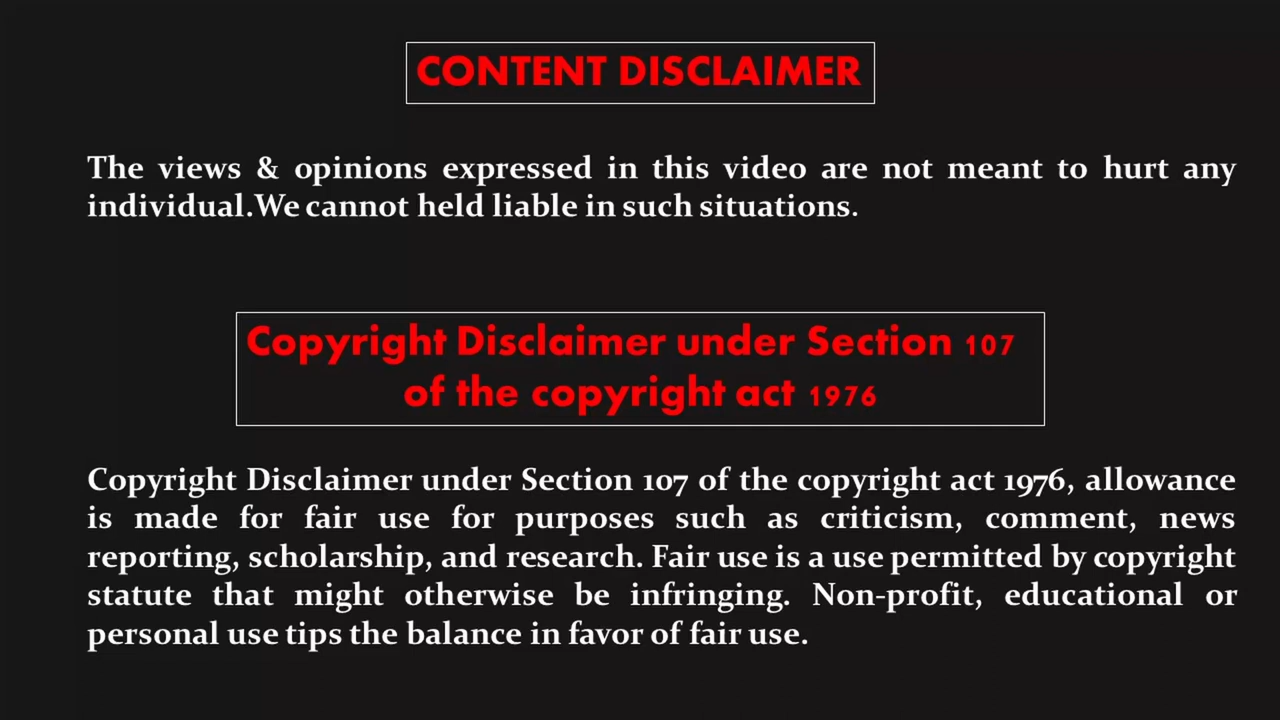 CONTENT DISCLAIMER
The views & opinions expressed in this video are not meant to hurt any
individual.We cannot held liable in such situations.
Copyright Disclaimer under Section 107
of the copyright act 1976
Copyright Disclaimer under Section 107 of the copyright act 1976, allowance
is made for fair use for purposes such as criticism, comment, news
reporting, scholarship, and research. Fair use is a use permitted by copyright
statute that might otherwise be infringing. Non-profit, educational or
personal use tips the balance in favor of fair use.